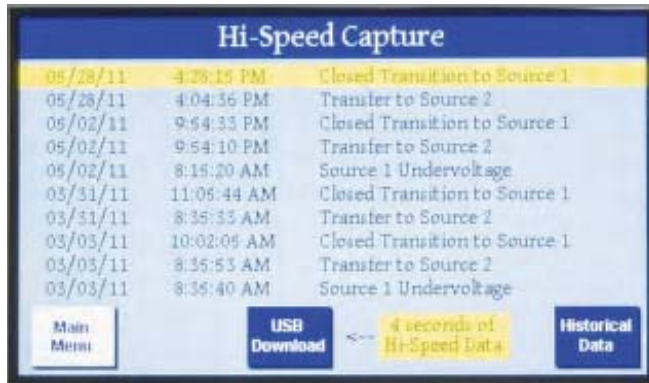 Hi-Speed Capture
05/28/11 4:28:15 PM Closed Transition to Source 1
05/28/11 4:04:36 PM Transfer to Source 2
05/02/11 9:54:33 PM Closed Transition to Source 1
05/02/11 9:54:10 PM Transfer to Source 2
05/02/11 8:15:20 AM Source 1 Undervoltage
03/31/11 11:05:44 AM Closed Transition to Source 1
03/31/11 8:35:33 AM Transfer to Source 2
03/03/11 10:02:05 AM Closed Transition to Source 1
03/03/11 8:35:53 AM Transfer to Source 2
03/03/11 8:35:40 AM Source 1 Undervoltage
Main
Menu
USB
Download
<--
4 seconds of
Hi-Speed Data
Historical
Data